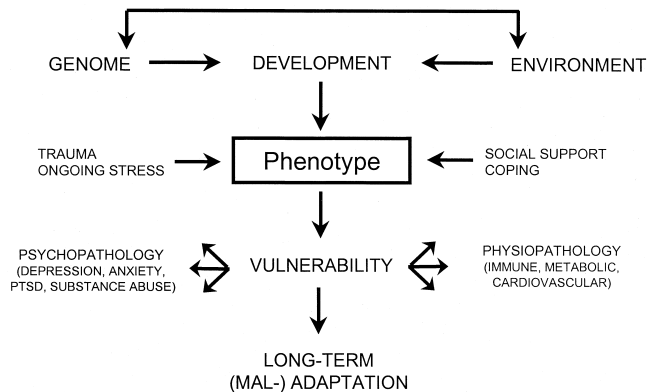 GENOME
DEVELOPMENT
ENVIRONMENT
TRAUMA
ONGOING STRESS
Phenotype
SOCIAL SUPPORT
COPING
PSYCHOPATHOLOGY
(DEPRESSION, ANXIETY,
PTSD, SUBSTANCE ABUSE)
VULNERABILITY
PHYSIOPATHOLOGY
(IMMUNE, METABOLIC,
CARDIOVASCULAR)
LONG-TERM
(MAL-) ADAPTATION